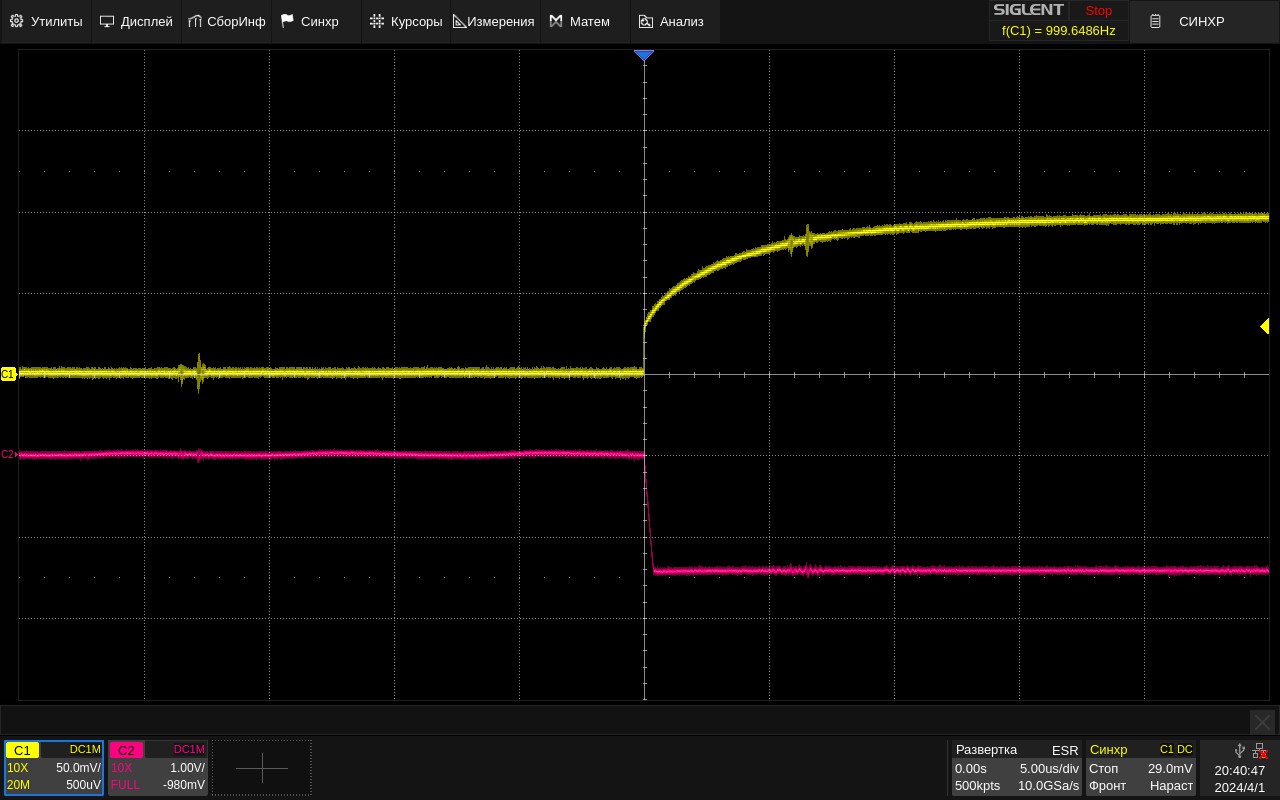 Утилиты Дисплей СборИнф Синхр Курсоры Измерения Матем Анализ SIGLENT Stop СИНХР
f(C1) = 999.6486Hz
C1
C2
C1 DC1M
10X 50.0mV/
20M 500uV
C2 DC1M
10X 1.00V/
FULL -980mV
Развертка ESR
0.00s 5.00us/div
500kpts 10.0GSa/s
Синхр C1 DC
Стоп 29.0mV
Фронт Нараст
20:40:47
2024/4/1